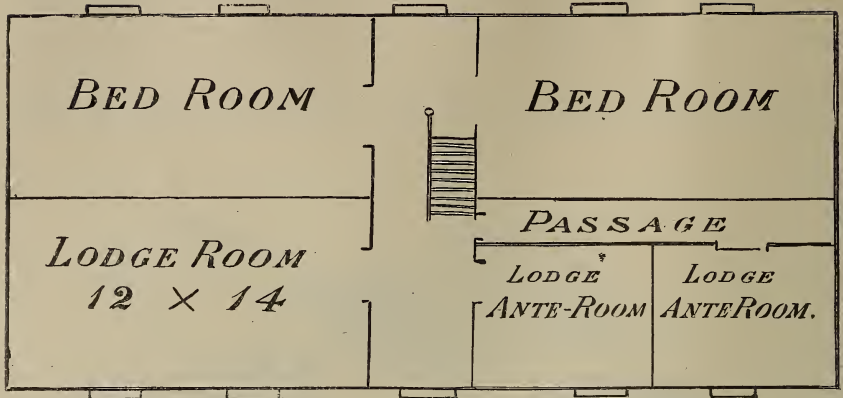 BED ROOM
BED ROOM
LODGE ROOM
12 × 14
PASSAGE
LODGE
ANTE-ROOM
LODGE
ANTEROOM.